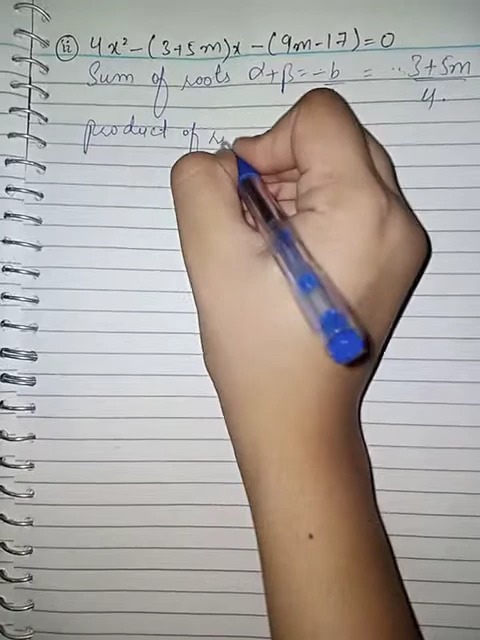 (ii) 4x² - (3+5m)x - (9m-17) = 0
Sum of roots α+β = -b = 3+5m/4.
product of